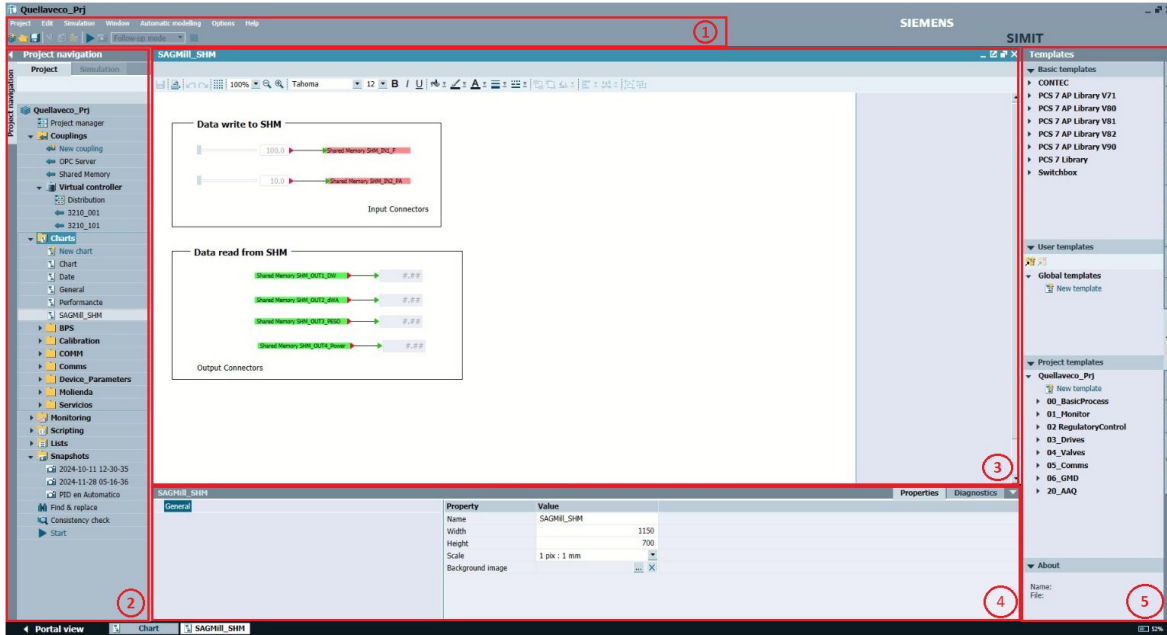 Quellaveco_Prj
Project Edit Simulation Window Automatic modelling Options Help
Follow-up mode
1
SIEMENS
SIMIT
Project navigation
Project Simulation
Project navigation
Quellaveco_Prj
Project manager
Couplings
New coupling
OPC Server
Shared Memory
Virtual controller
Distribution
3210_001
3210_101
Charts
New chart
Chart
Date
General
Performancte
SAGMill_SHM
BPS
Calibration
COMM
Comms
Device_Parameters
Molienda
Servicios
Monitoring
Scripting
Lists
Snapshots
2024-10-11 12-30-35
2024-11-28 05-16-36
PID en Automatico
Find & replace
Consistency check
Start
2
SAGMill_SHM
100% Tahoma 12 B I U
Data write to SHM
100.0 Shared Memory SHM_IN1_F
10.0 Shared Memory SHM_IN2_PA
Input Connectors
Data read from SHM
Shared Memory SHM_OUT1_DW #.##
Shared Memory SHM_OUT2_dWA #.##
Shared Memory SHM_OUT3_PESO #.##
Shared Memory SHM_OUT4_Power #.##
Output Connectors
3
SAGMill_SHM Properties Diagnostics
General
Property Value
Name SAGMill_SHM
Width 1150
Height 700
Scale 1 pix : 1 mm
Background image ...
4
Templates
Basic templates
CONTEC
PCS 7 AP Library V71
PCS 7 AP Library V80
PCS 7 AP Library V81
PCS 7 AP Library V82
PCS 7 AP Library V90
PCS 7 Library
Switchbox
User templates
Global templates
New template
Project templates
Quellaveco_Prj
New template
00_BasicProcess
01_Monitor
02 RegulatoryControl
03_Drives
04_Valves
05_Comms
06_GMD
20_AAQ
About
Name:
File:
5
Portal view Chart SAGMill_SHM 52%